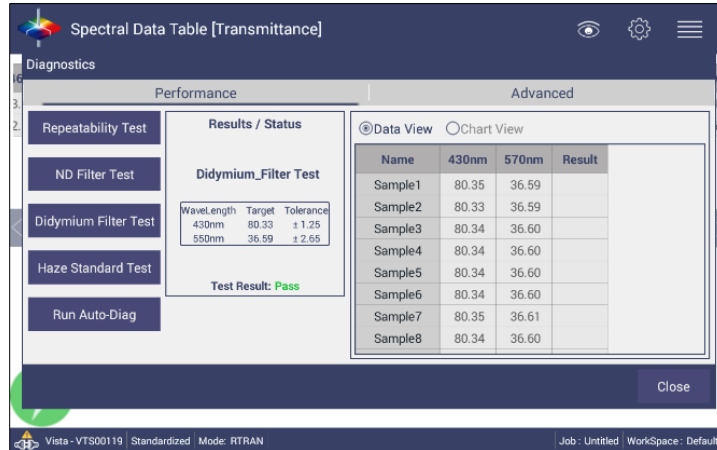 Spectral Data Table [Transmittance]
Diagnostics
Performance
Advanced
Repeatability Test
ND Filter Test
Didymium Filter Test
Haze Standard Test
Run Auto-Diag
Results / Status
Didymium_Filter Test
WaveLength Target Tolerance
430nm 80.33 ± 1.25
550nm 36.59 ± 2.65
Test Result: Pass
Data View Chart View
Name 430nm 570nm Result
Sample1 80.35 36.59
Sample2 80.33 36.59
Sample3 80.34 36.60
Sample4 80.34 36.60
Sample5 80.34 36.60
Sample6 80.34 36.60
Sample7 80.35 36.61
Sample8 80.34 36.60
Close
Vista - VTS00119 Standardized Mode: RTRAN Job : Untitled WorkSpace : Default